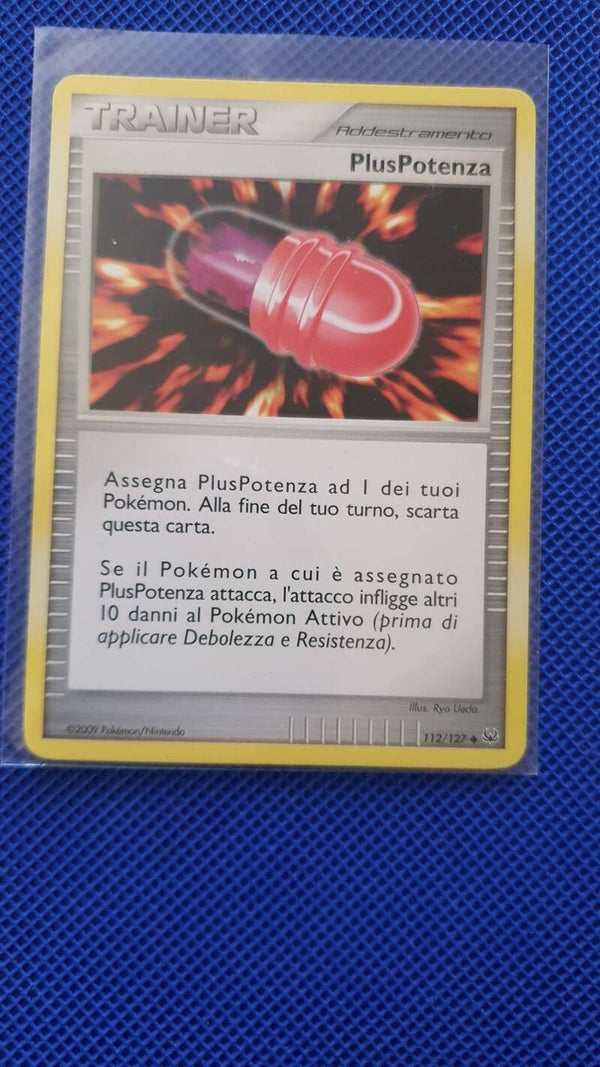 TRAINER
Addestramento
PlusPotenza
Assegna PlusPotenza ad 1 dei tuoi
Pokémon. Alla fine del tuo turno, scarta
questa carta.
Se il Pokémon a cui è assegnato
PlusPotenza attacca, l'attacco infligge altri
10 danni al Pokémon Attivo (prima di
applicare Debolezza e Resistenza).
Illus. Ryo Ueda
©2009 Pokémon/Nintendo
112/127